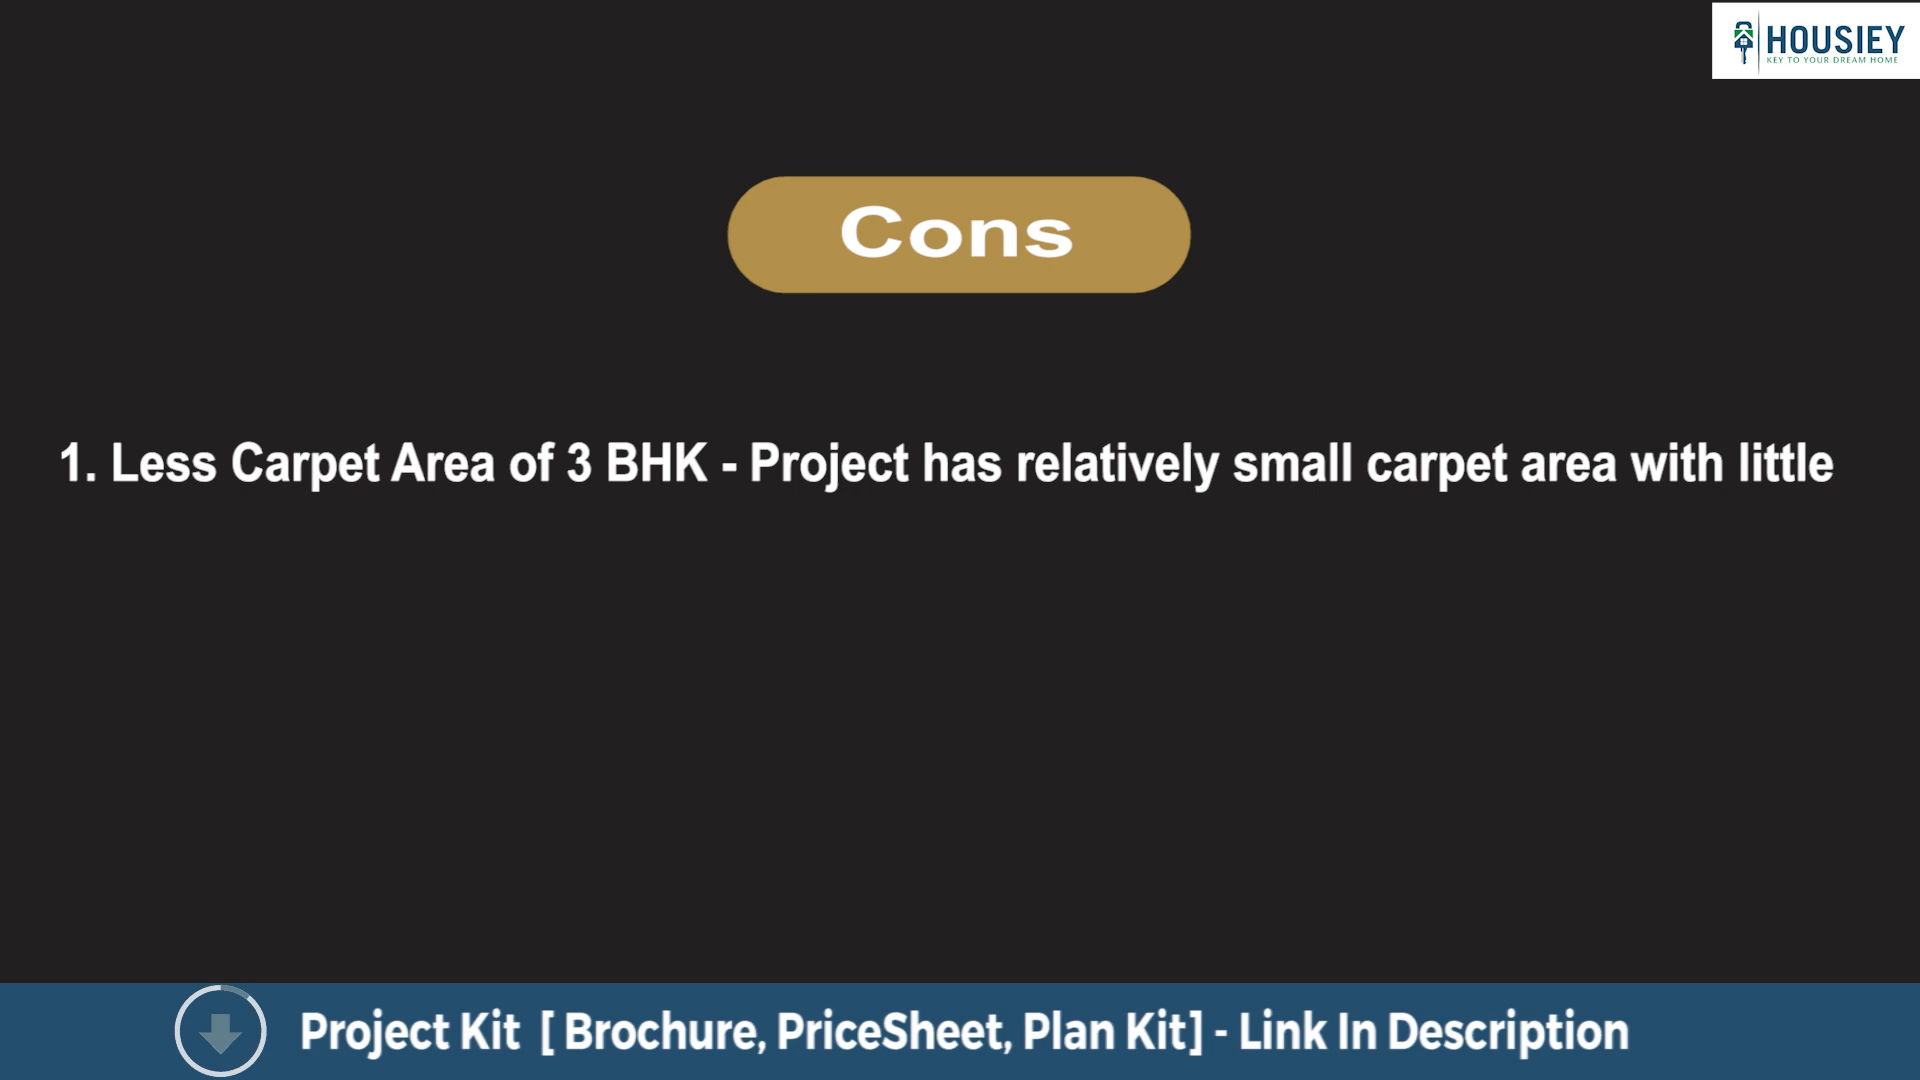 HOUSIEY
KEY TO YOUR DREAM HOME
Cons
1. Less Carpet Area of 3 BHK - Project has relatively small carpet area with little
Project Kit [ Brochure, PriceSheet, Plan Kit] - Link In Description